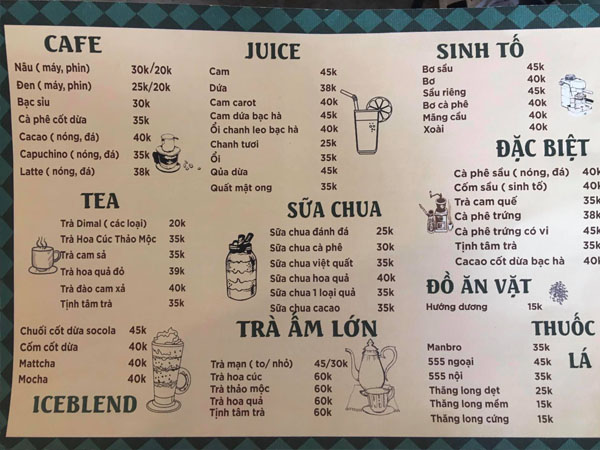 CAFE
Nâu ( máy, phin) 30k/20k
Đen ( máy, phin) 25k/20k
Bạc sỉu 30k
Cà phê cốt dừa 35k
Cacao ( nóng, đá) 40k
Capuchino ( nóng, đá) 35k
Latte ( nóng, đá) 38k
TEA
Trà Dimal ( các loại) 20k
Trà Hoa Cúc Thảo Mộc 35k
Trà cam sả 35k
Trà hoa quả đỏ 39k
Trà đào cam xả 40k
Tịnh tâm trà 35k
Chuối cốt dừa socola 45k
Cốm cốt dừa 40k
Mattcha 40k
Mocha 40k
ICEBLEND
JUICE
Cam 45k
Dứa 38k
Cam carot 40k
Cam dứa bạc hà 45k
Ổi chanh leo bạc hà 40k
Chanh tươi 25k
Ổi 35k
Qủa dừa 45k
Quất mật ong 35k
SỮA CHUA
Sữa chua đánh đá 25k
Sữa chua cà phê 30k
Sữa chua việt quất 35k
Sữa chua hoa quả 40k
Sữa chua 1 loại quả 35k
Sữa chua cacao 35k
TRÀ ẤM LỚN
Trà mạn ( to/ nhỏ) 45/30k
Trà hoa cúc 60k
Trà thảo mộc 60k
Trà hoa quả 60k
Tịnh tâm trà 60k
SINH TỐ
Bơ sầu 45k
Bơ 40k
Sầu riêng 45k
Bơ cà phê 40k
Mãng cầu 40k
Xoài 40k
ĐẶC BIỆT
Cà phê sầu ( nóng, đá) 40k
Cốm sầu ( sinh tố) 40k
Trà cam quế 35k
Cà phê trứng 38k
Cà phê trứng có vỉ 45k
Tịnh tâm trà 35k
Cacao cốt dừa bạc hà 40k
ĐỒ ĂN VẶT
Hướng dương 15k
THUỐC LÁ
Manbro 35k
555 ngoại 45k
555 nội 35k
Thăng long dẹt 25k
Thăng long mềm 15k
Thăng long cứng 15k